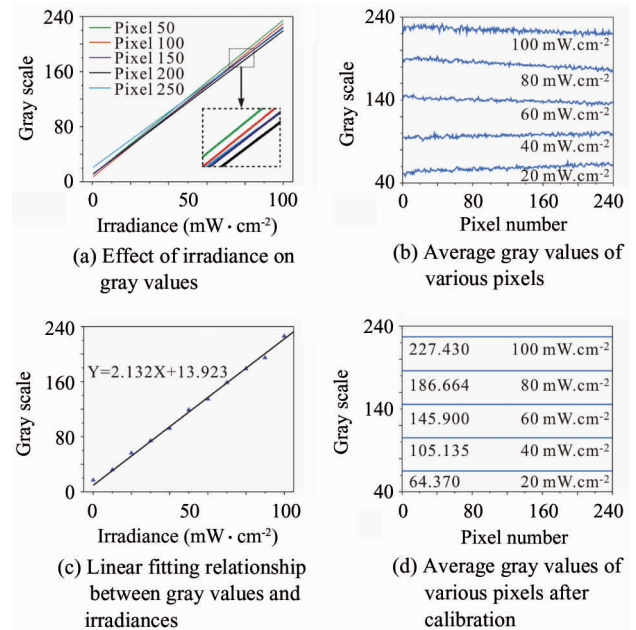 240
160
80
0
Gray scale
Pixel 50
Pixel 100
Pixel 150
Pixel 200
Pixel 250
0
50
100
Irradiance (mW · cm-2)
(a) Effect of irradiance on
gray values
240
140
40
Gray scale
100 mW.cm-2
80 mW.cm-2
60 mW.cm-2
40 mW.cm-2
20 mW.cm-2
0
80
160
240
Pixel number
(b) Average gray values of
various pixels
240
160
80
0
Gray scale
Y=2.132X+13.923
0
50
100
Irradiance (mW · cm-2)
(c) Linear fitting relationship
between gray values and
irradiances
240
140
40
Gray scale
227.430 100 mW.cm-2
186.664 80 mW.cm-2
145.900 60 mW.cm-2
105.135 40 mW.cm-2
64.370 20 mW.cm-2
0
80
160
240
Pixel number
(d) Average gray values of
various pixels after
calibration